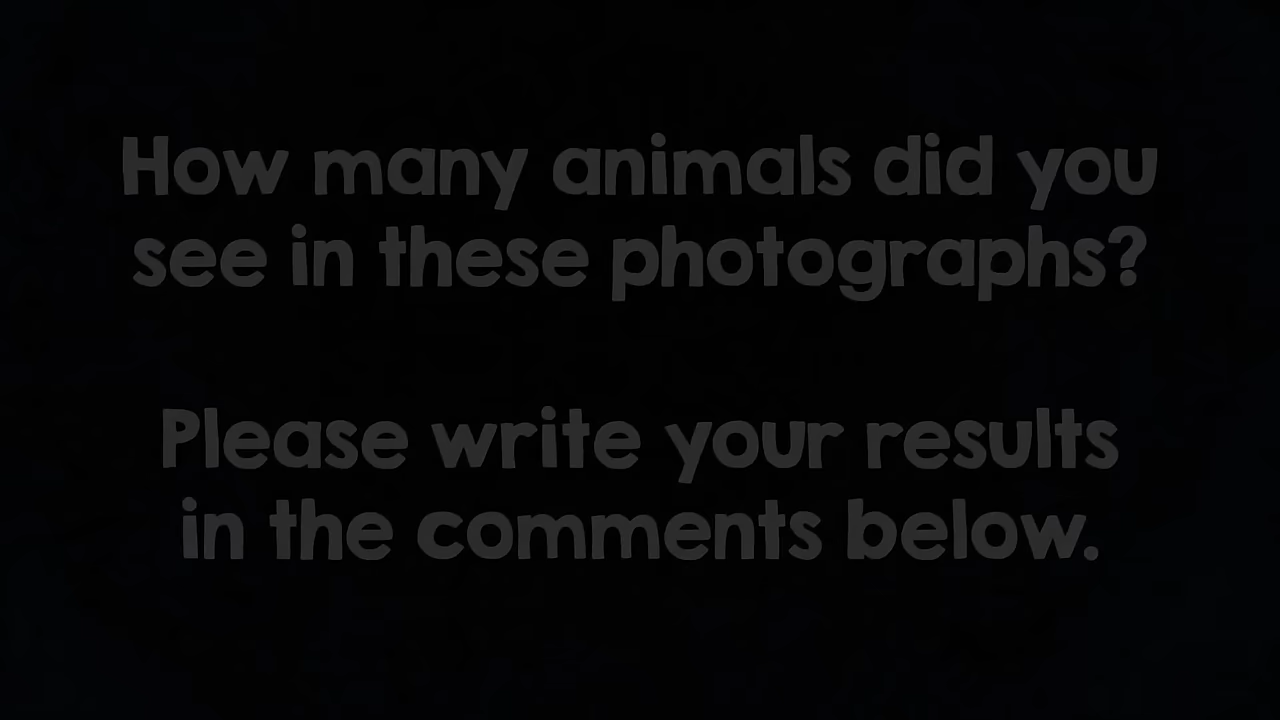 How many animals did you
see in these photographs?
Please write your results
in the comments below.